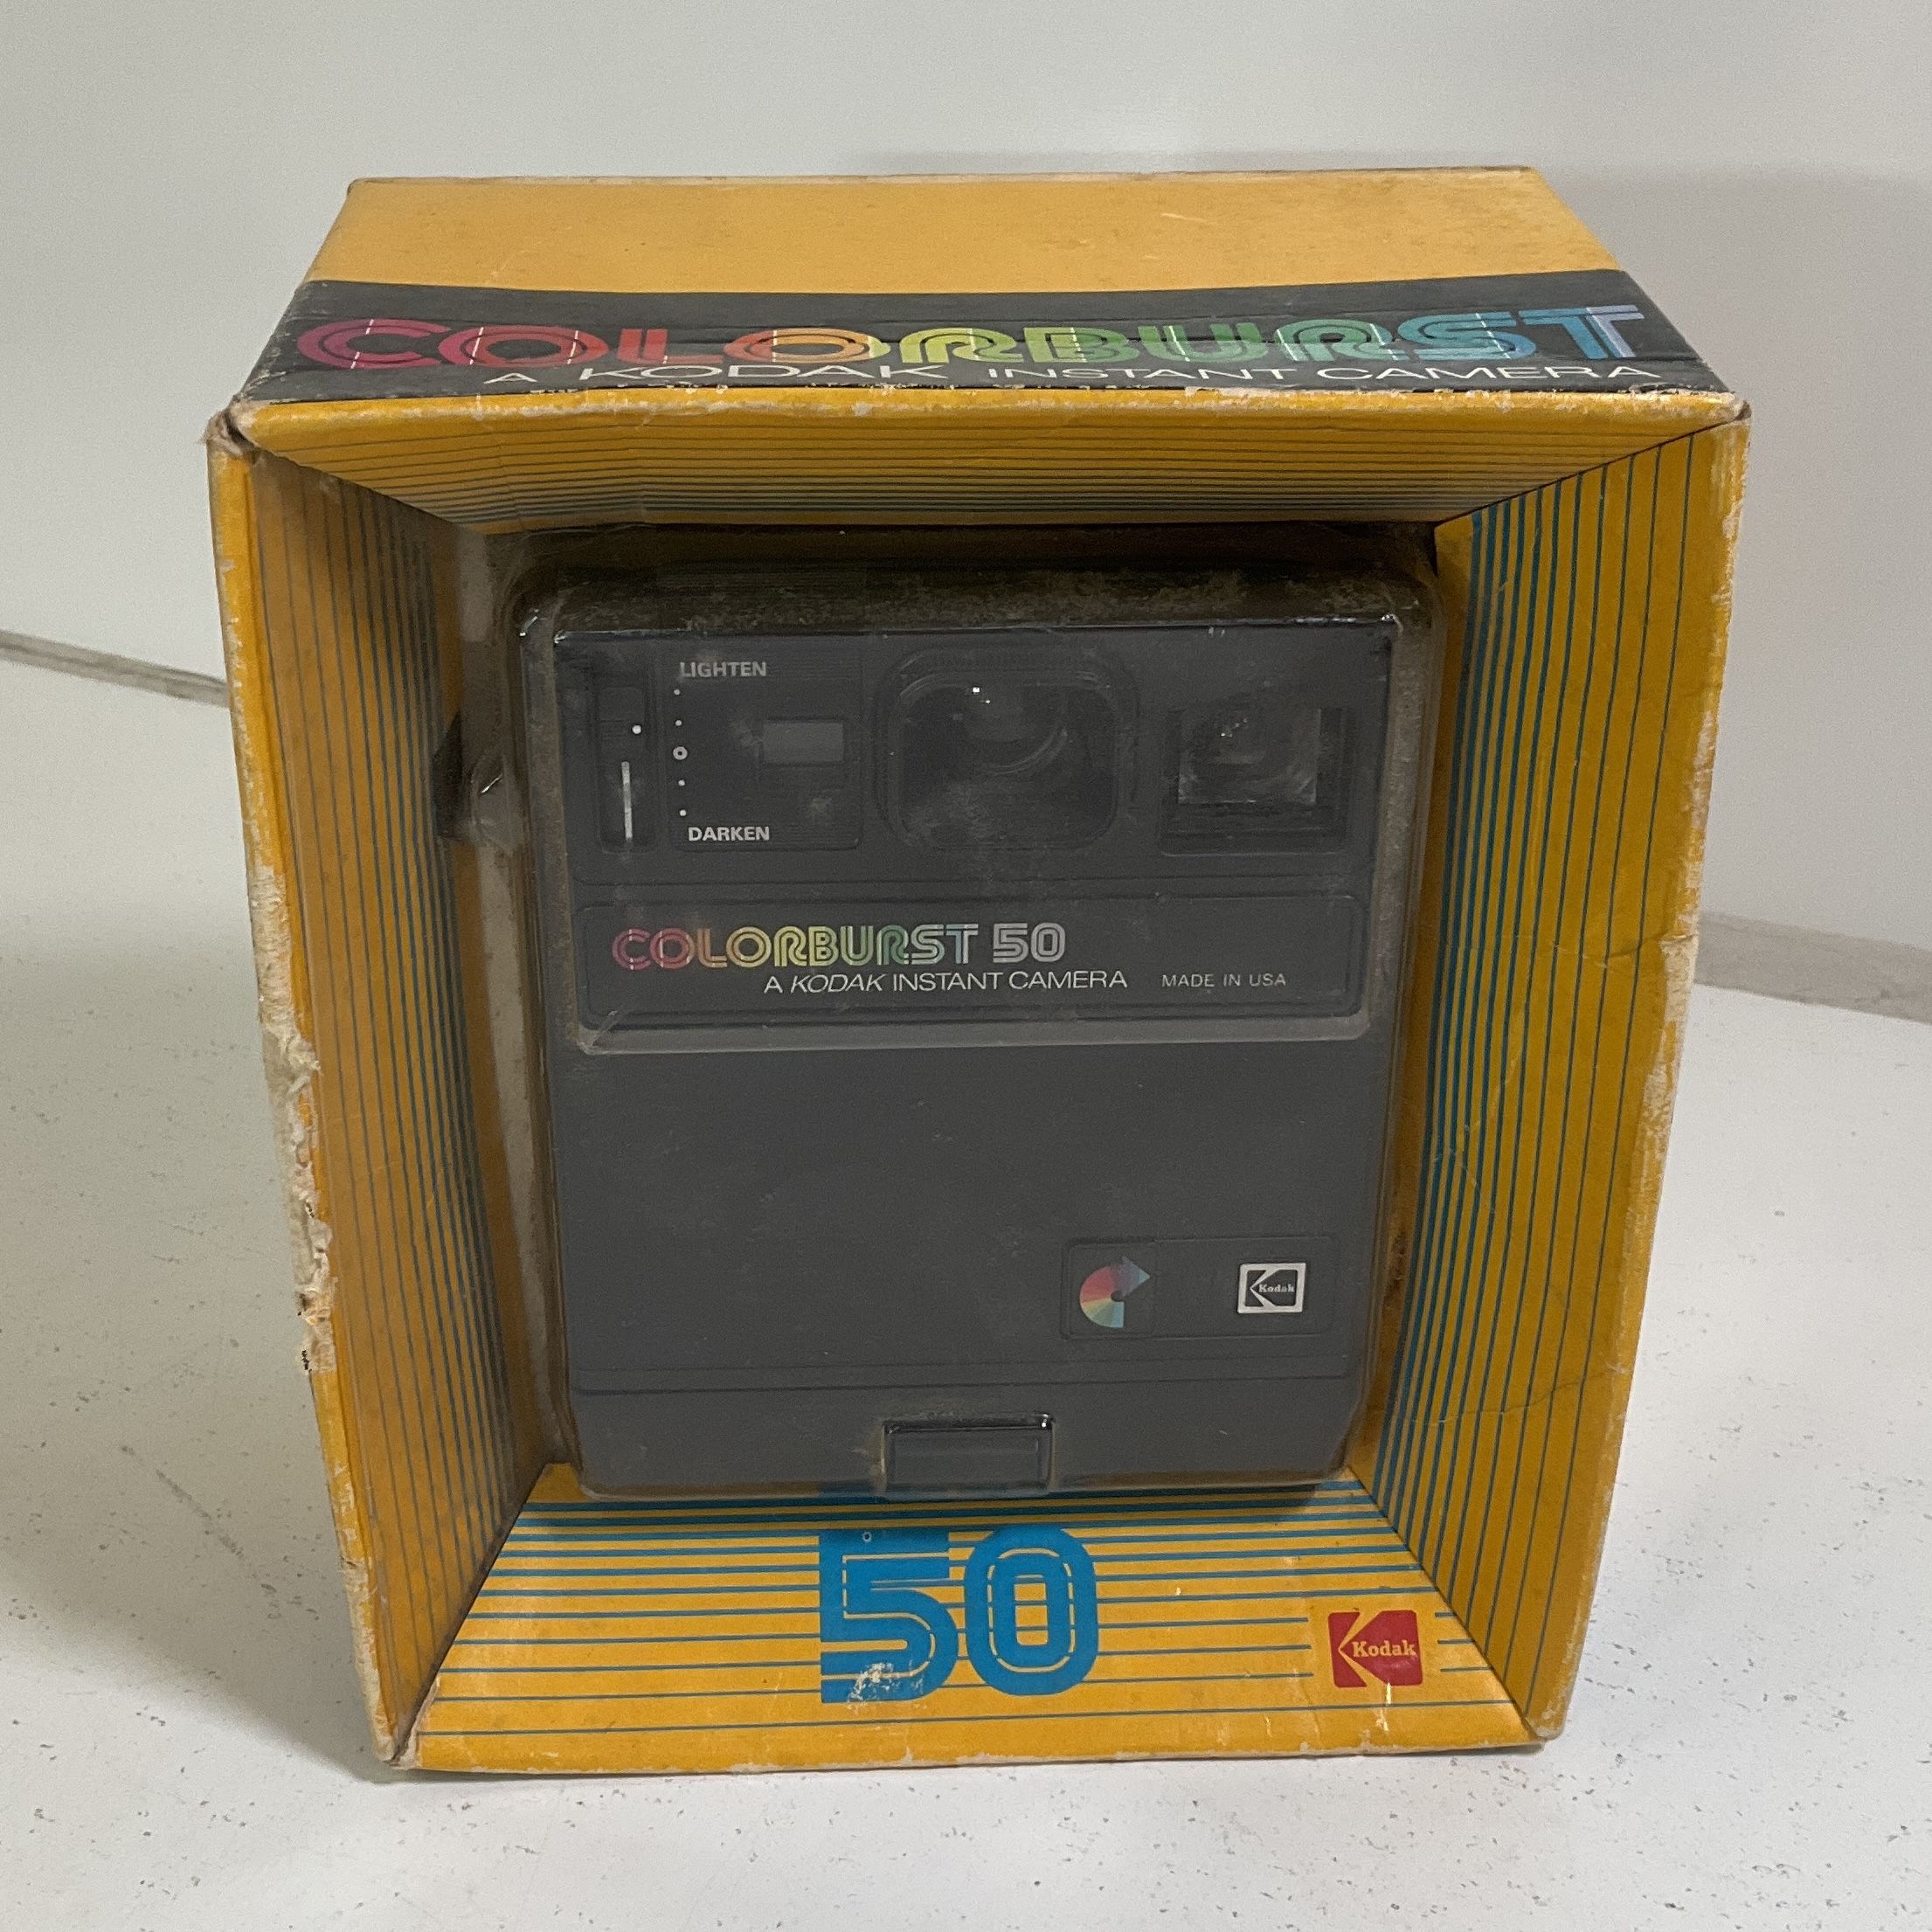 COLORBURST
A KODAK INSTANT CAMERA
LIGHTEN
DARKEN
COLORBURST 50
A KODAK INSTANT CAMERA MADE IN USA
Kodak
50
Kodak